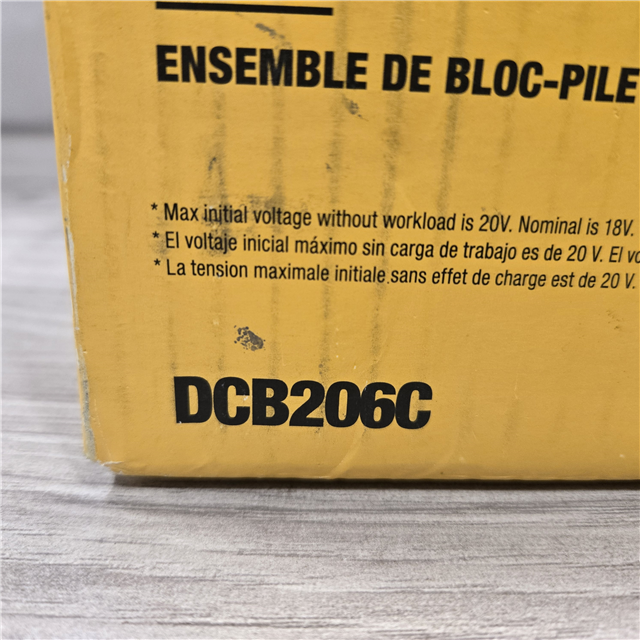 ENSEMBLE DE BLOC-PILE
* Max initial voltage without workload is 20V. Nominal is 18V.
* El voltaje inicial máximo sin carga de trabajo es de 20 V. El
* La tension maximale initiale sans effet de charge est de 20 V.
DCB206C